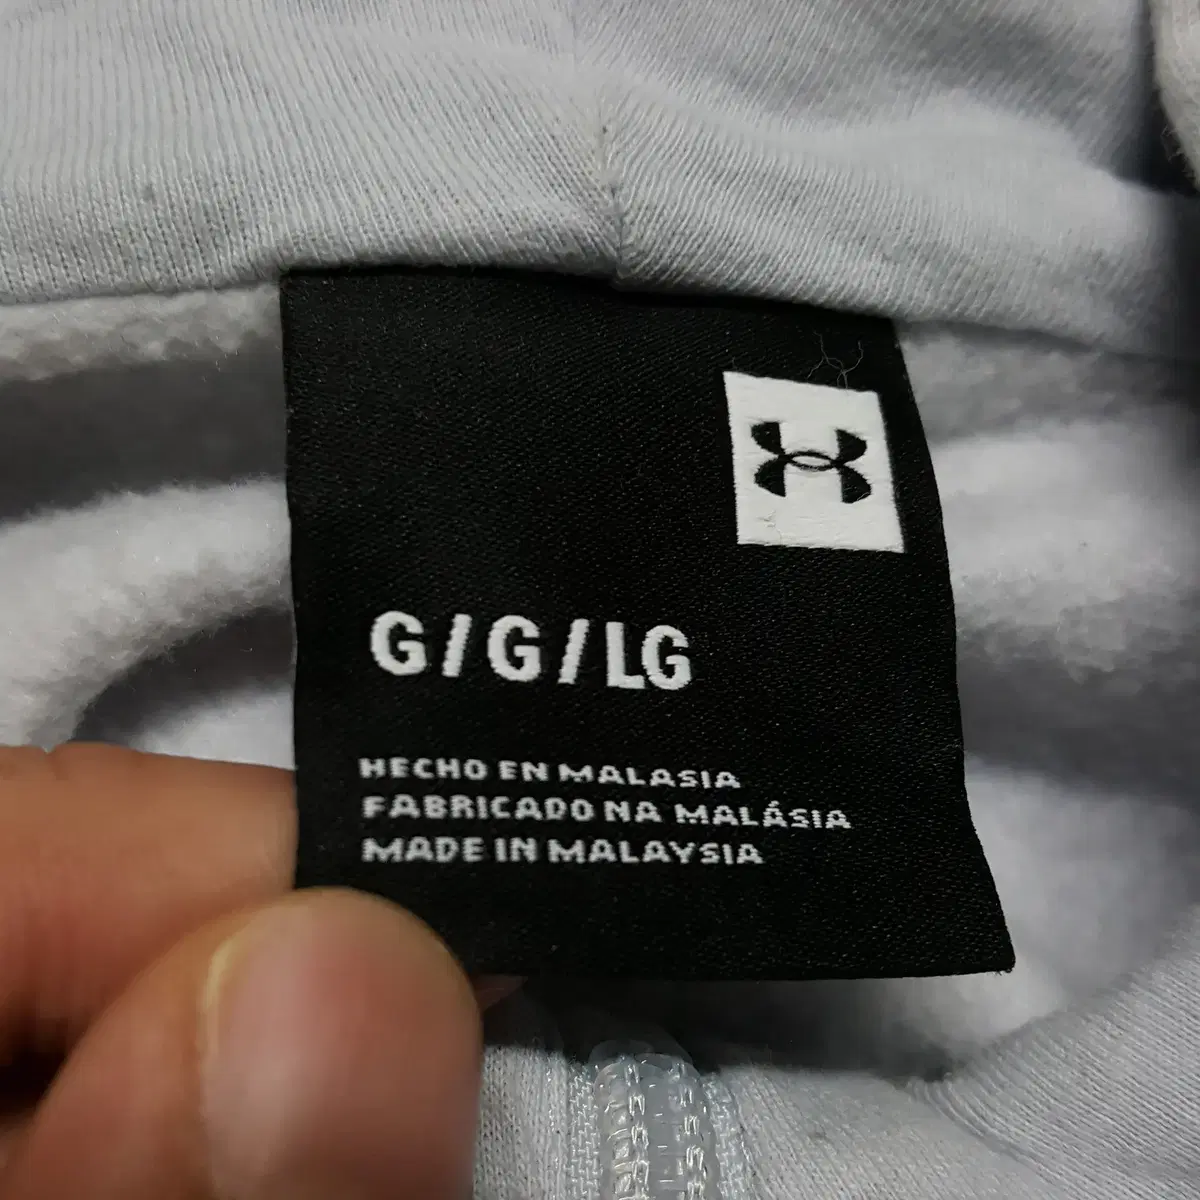 G/G/LG
HECHO EN MALASIA
FABRICADO NA MALÁSIA
MADE IN MALAYSIA